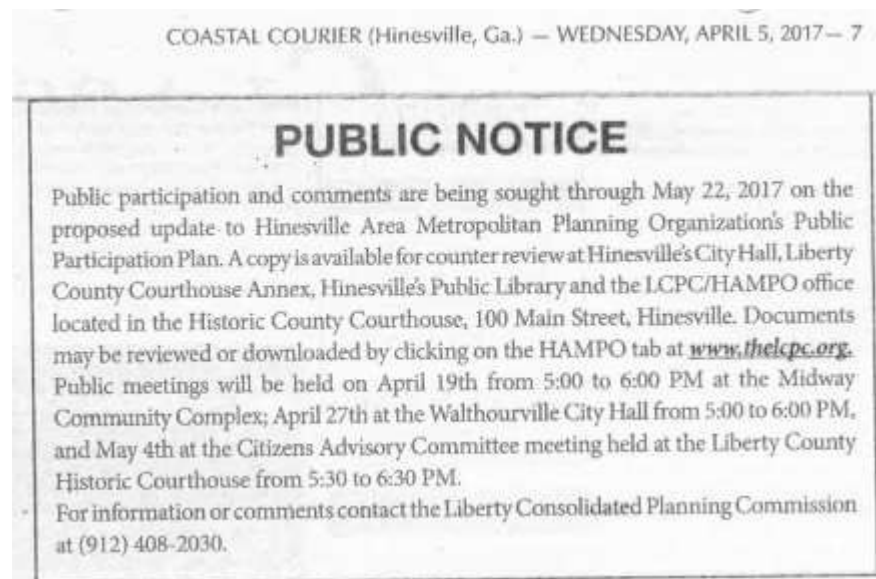 COASTAL COURIER (Hinesville, Ga.) — WEDNESDAY, APRIL 5, 2017— 7
PUBLIC NOTICE
Public participation and comments are being sought through May 22, 2017 on the
proposed update to Hinesville Area Metropolitan Planning Organization's Public
Participation Plan. A copy is available for counter review at Hinesville's City Hall, Liberty
County Courthouse Annex, Hinesville's Public Library and the LCPC/HAMPO office
located in the Historic County Courthouse, 100 Main Street, Hinesville. Documents
may be reviewed or downloaded by clicking on the HAMPO tab at www.thelcpc.org.
Public meetings will be held on April 19th from 5:00 to 6:00 PM at the Midway
Community Complex; April 27th at the Walthourville City Hall from 5:00 to 6:00 PM,
and May 4th at the Citizens Advisory Committee meeting held at the Liberty County
Historic Courthouse from 5:30 to 6:30 PM.
For information or comments contact the Liberty Consolidated Planning Commission
at (912) 408-2030.